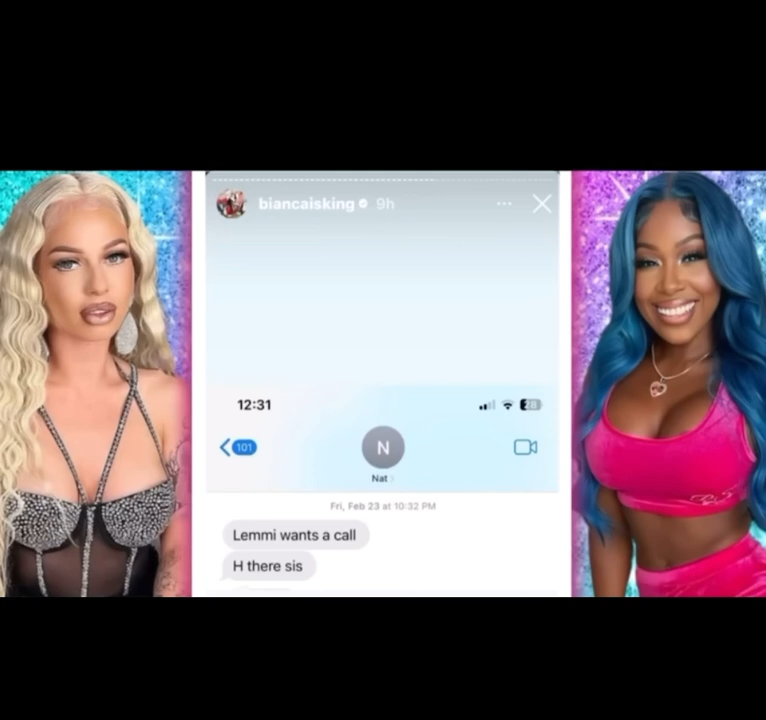 biancaisking 9h
12:31
101
N
Nat
Fri, Feb 23 at 10:32 PM
Lemmi wants a call
H there sis